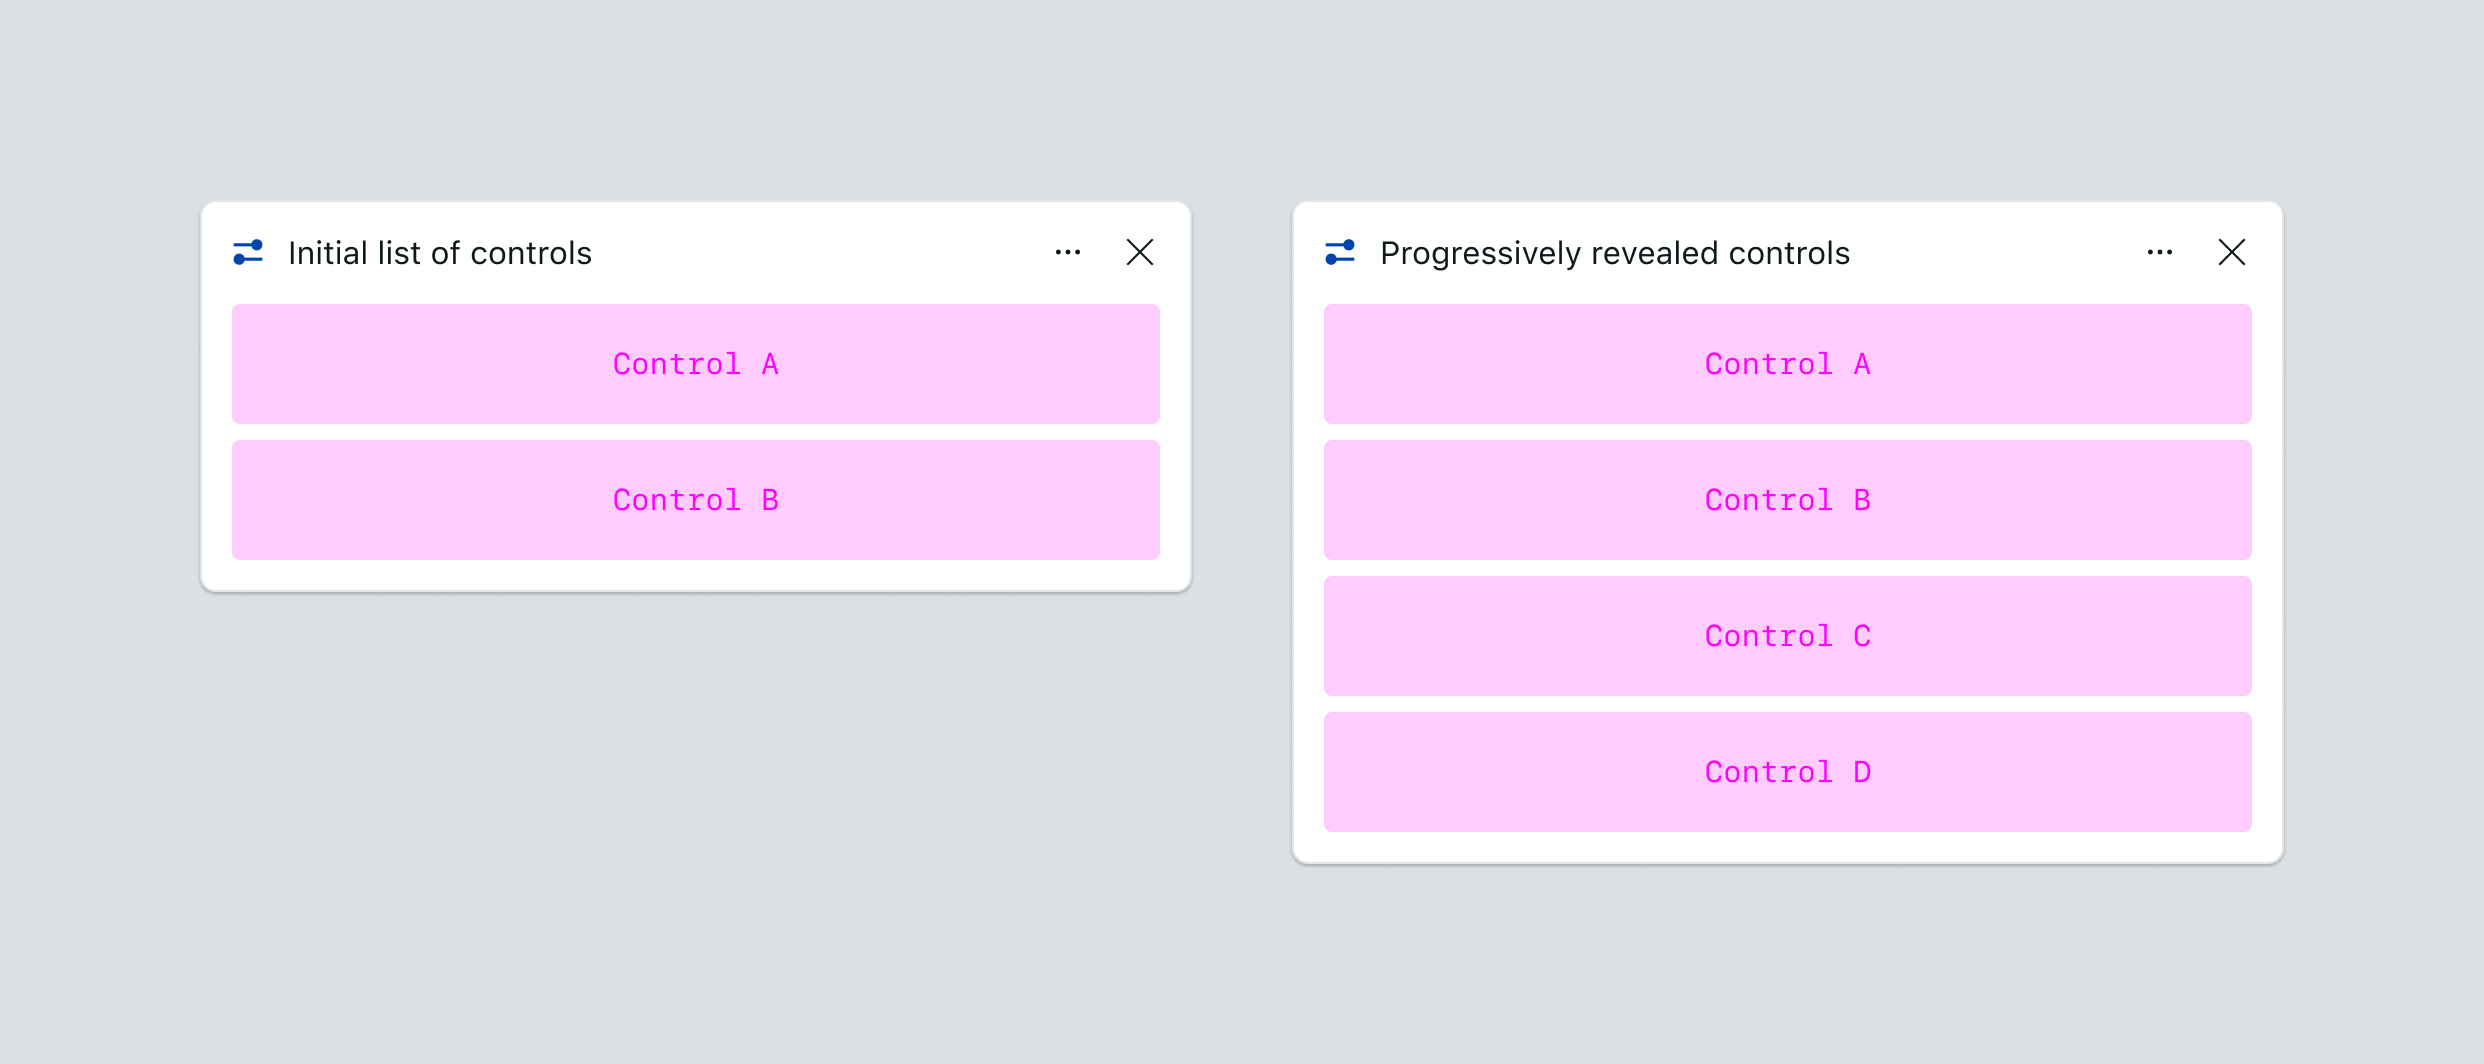 Initial list of controls
Control A
Control B
Progressively revealed controls
Control A
Control B
Control C
Control D